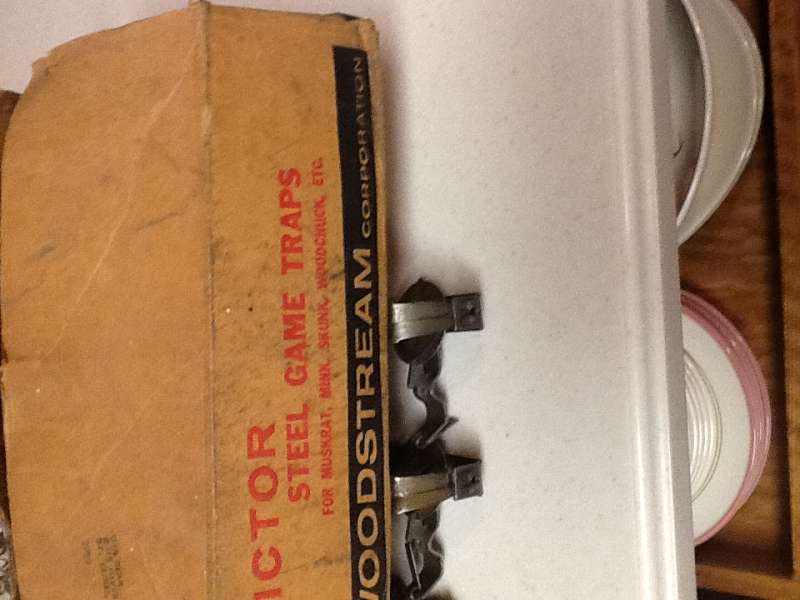 ICTOR
STEEL GAME TRAPS
FOR MUSKRAT, MINK, SKUNK, WOODCHUCK, ETC.
WOODSTREAM CORPORATION